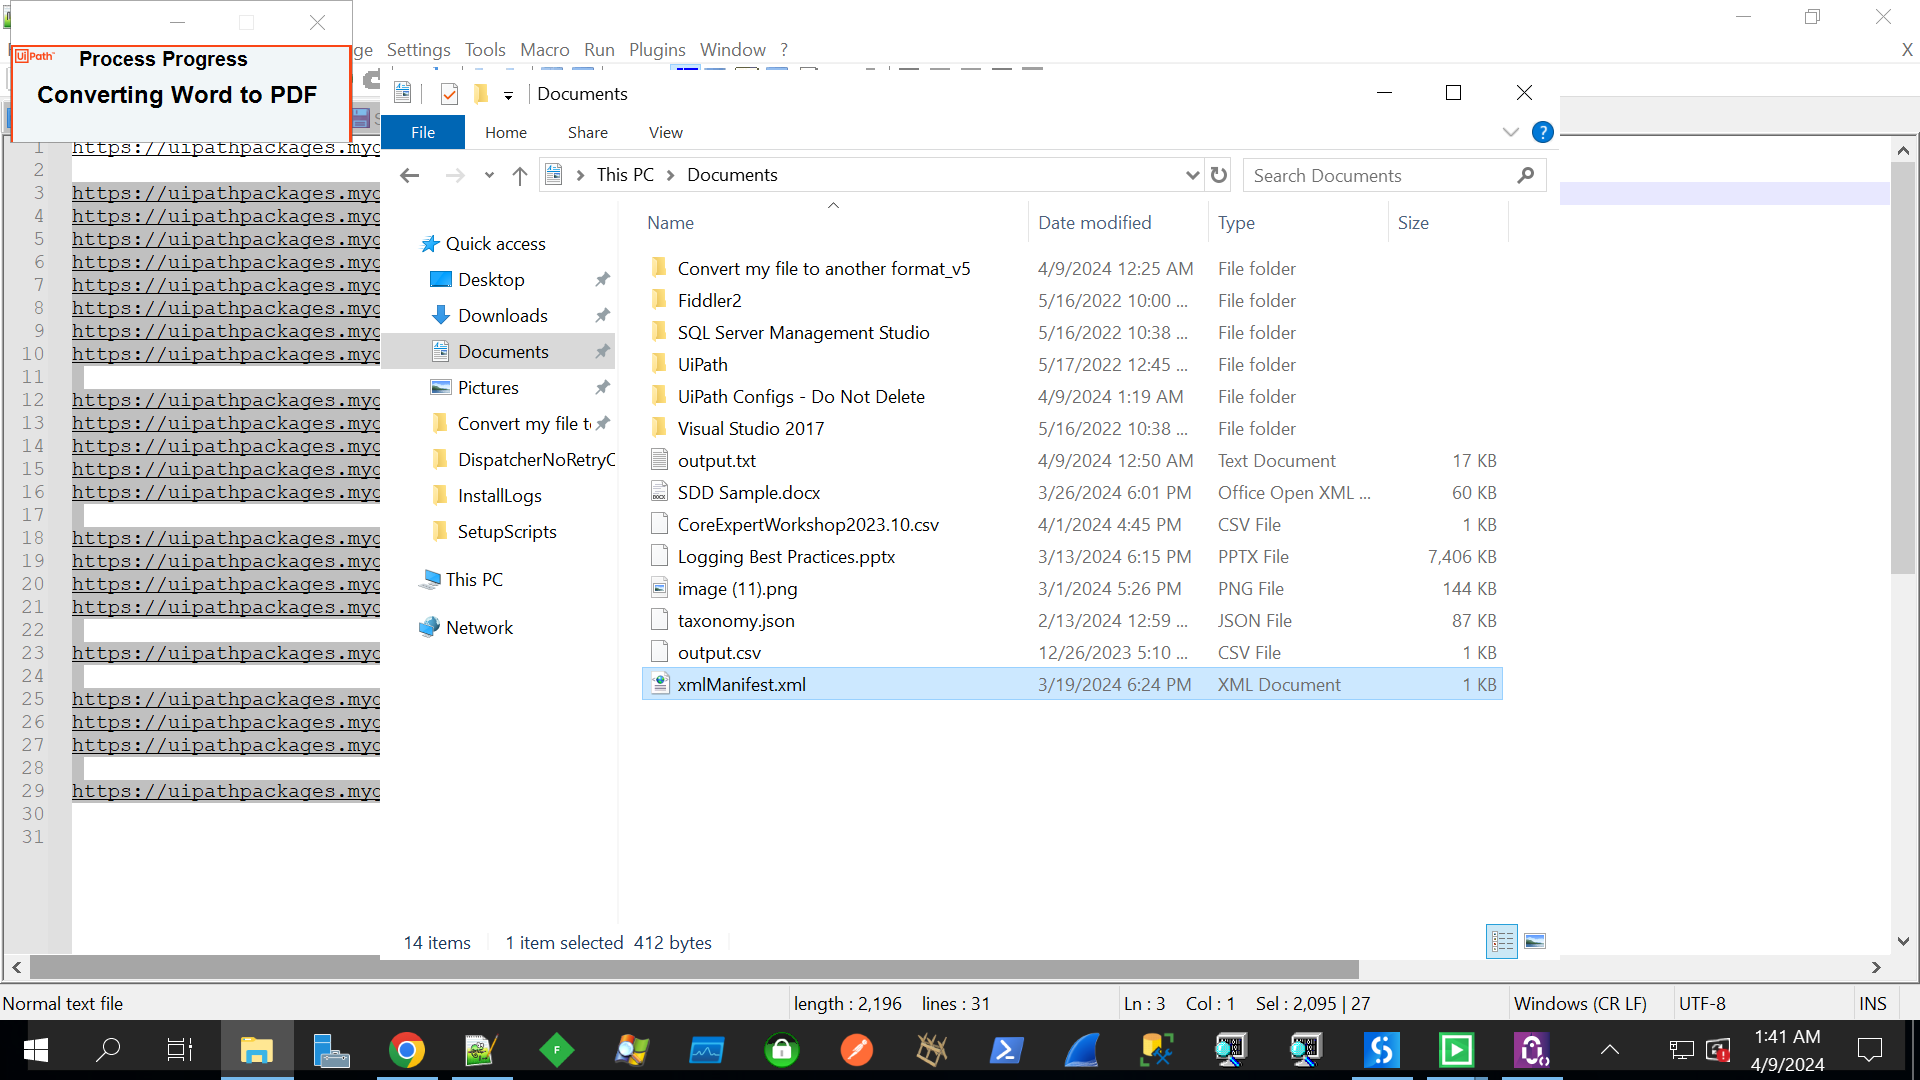 UiPath
Process Progress
Converting Word to PDF
ge Settings Tools Macro Run Plugins Window ?
X
Documents
File Home Share View
?
This PC Documents
Search Documents
Name Date modified Type Size
Quick access
Desktop
Downloads
Documents
Pictures
Convert my file t
DispatcherNoRetryC
InstallLogs
SetupScripts
This PC
Network
Convert my file to another format_v5 4/9/2024 12:25 AM File folder
Fiddler2 5/16/2022 10:00 ... File folder
SQL Server Management Studio 5/16/2022 10:38 ... File folder
UiPath 5/17/2022 12:45 ... File folder
UiPath Configs - Do Not Delete 4/9/2024 1:19 AM File folder
Visual Studio 2017 5/16/2022 10:38 ... File folder
output.txt 4/9/2024 12:50 AM Text Document 17 KB
SDD Sample.docx 3/26/2024 6:01 PM Office Open XML ... 60 KB
CoreExpertWorkshop2023.10.csv 4/1/2024 4:45 PM CSV File 1 KB
Logging Best Practices.pptx 3/13/2024 6:15 PM PPTX File 7,406 KB
image (11).png 3/1/2024 5:26 PM PNG File 144 KB
taxonomy.json 2/13/2024 12:59 ... JSON File 87 KB
output.csv 12/26/2023 5:10 ... CSV File 1 KB
xmlManifest.xml 3/19/2024 6:24 PM XML Document 1 KB
14 items 1 item selected 412 bytes
1 https://uipathpackages.myc
2
3 https://uipathpackages.myc
4 https://uipathpackages.myc
5 https://uipathpackages.myc
6 https://uipathpackages.myc
7 https://uipathpackages.myc
8 https://uipathpackages.myc
9 https://uipathpackages.myc
10 https://uipathpackages.myc
11
12 https://uipathpackages.myc
13 https://uipathpackages.myc
14 https://uipathpackages.myc
15 https://uipathpackages.myc
16 https://uipathpackages.myc
17
18 https://uipathpackages.myc
19 https://uipathpackages.myc
20 https://uipathpackages.myc
21 https://uipathpackages.myc
22
23 https://uipathpackages.myc
24
25 https://uipathpackages.myc
26 https://uipathpackages.myc
27 https://uipathpackages.myc
28
29 https://uipathpackages.myc
30
31
Normal text file length : 2,196 lines : 31 Ln : 3 Col : 1 Sel : 2,095 | 27 Windows (CR LF) UTF-8 INS
1:41 AM
4/9/2024